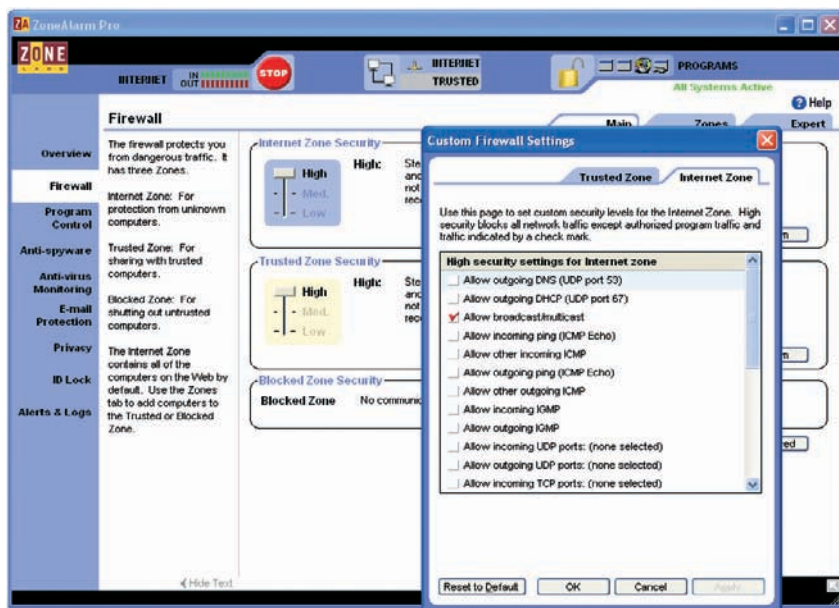 ZA ZoneAlarm Pro
ZONE
LABS
INTERNET IN OUT
STOP
INTERNET
TRUSTED
PROGRAMS
All Systems Active
Help
Firewall
Main
Zones
Expert
Overview
Firewall
Program
Control
Anti-spyware
Anti-virus
Monitoring
E-mail
Protection
Privacy
ID Lock
Alerts & Logs
The firewall protects you
from dangerous traffic. It
has three Zones.
Internet Zone: For
protection from unknown
computers.
Trusted Zone: For
sharing with trusted
computers.
Blocked Zone: For
shutting out untrusted
computers.
The Internet Zone
contains all of the
computers on the Web by
default. Use the Zones
tab to add computers to
the Trusted or Blocked
Zone.
Hide Text
Internet Zone Security
High
Med.
Low
High:
Trusted Zone Security
High
Med.
Low
High:
Blocked Zone Security
Blocked Zone
Custom Firewall Settings
Trusted Zone
Internet Zone
Use this page to set custom security levels for the Internet Zone. High
security blocks all network traffic except authorized program traffic and
traffic indicated by a check mark.
High security settings for Internet zone
Allow outgoing DNS (UDP port 53)
Allow outgoing DHCP (UDP port 67)
Allow broadcast/multicast
Allow incoming ping (ICMP Echo)
Allow other incoming ICMP
Allow outgoing ping (ICMP Echo)
Allow other outgoing ICMP
Allow incoming IGMP
Allow outgoing IGMP
Allow incoming UDP ports: (none selected)
Allow outgoing UDP ports: (none selected)
Allow incoming TCP ports: (none selected)
Reset to Default
OK
Cancel
Apply